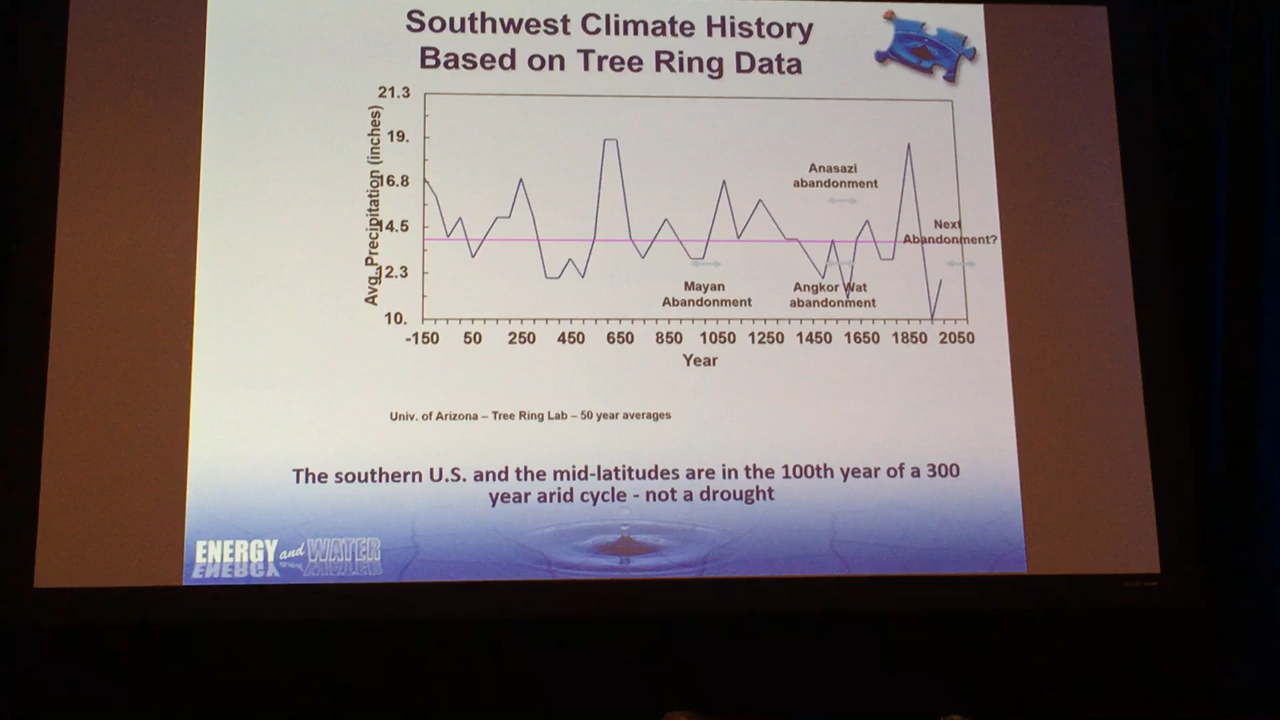 Southwest Climate History
Based on Tree Ring Data
Avg. Precipitation (inches)
21.3
19.
16.8
14.5
12.3
10.
Anasazi
abandonment
Next
Abandonment?
Mayan
Abandonment
Angkor Wat
abandonment
-150 50 250 450 650 850 1050 1250 1450 1650 1850 2050
Year
Univ. of Arizona – Tree Ring Lab – 50 year averages
The southern U.S. and the mid-latitudes are in the 100th year of a 300
year arid cycle - not a drought
ENERGY and WATER